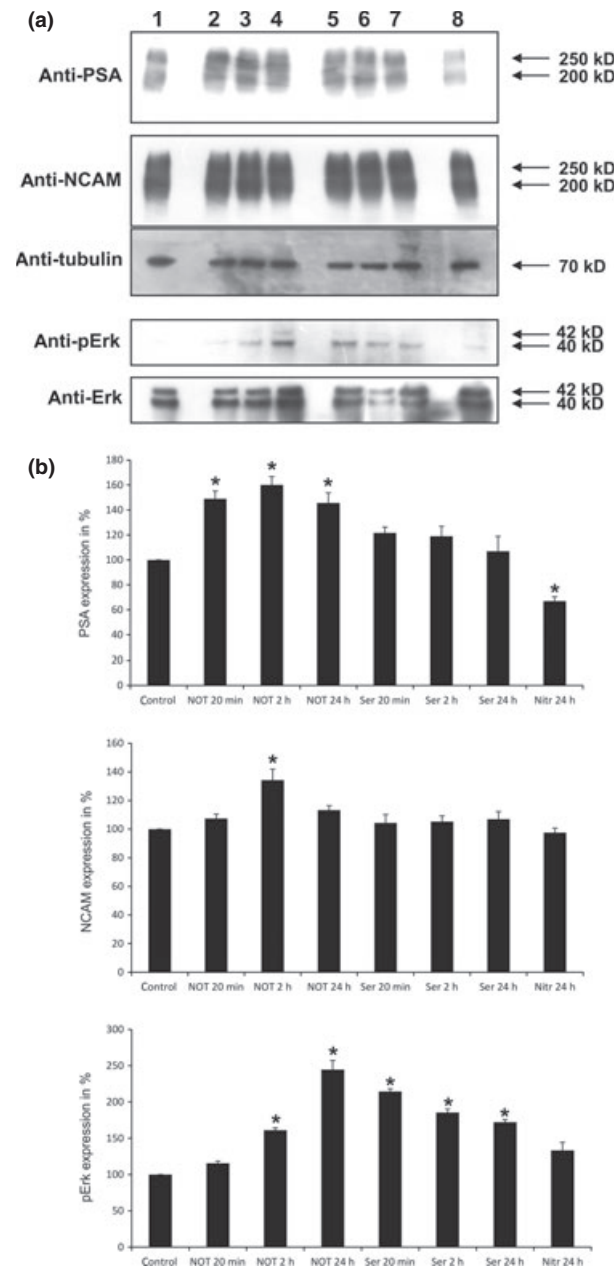 (a)
1 2 3 4 5 6 7 8
Anti-PSA
250 kD
200 kD
Anti-NCAM
250 kD
200 kD
Anti-tubulin
70 kD
Anti-pErk
42 kD
40 kD
Anti-Erk
42 kD
40 kD
(b)
PSA expression in %
180
160
140
120
100
80
60
40
20
0
* * * *
Control NOT 20 min NOT 2 h NOT 24 h Ser 20 min Ser 2 h Ser 24 h Nitr 24 h
NCAM expression in %
160
140
120
100
80
60
40
20
0
*
Control NOT 20 min NOT 2 h NOT 24 h Ser 20 min Ser 2 h Ser 24 h Nitr 24 h
pErk expression in %
300
250
200
150
100
50
0
* * * * *
Control NOT 20 min NOT 2 h NOT 24 h Ser 20 min Ser 2 h Ser 24 h Nitr 24 h